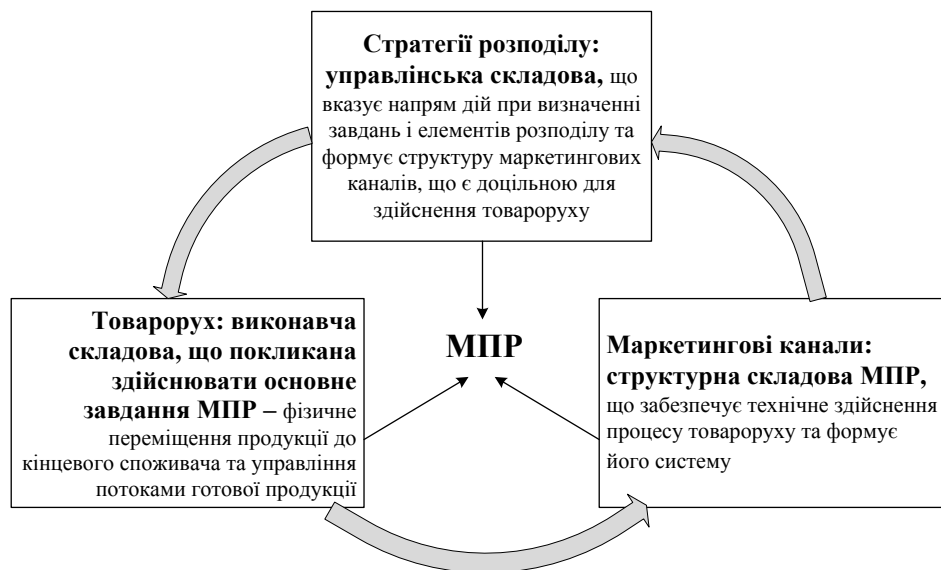 Стратегії розподілу:
управлінська складова, що
вказує напрям дій при визначенні
завдань і елементів розподілу та
формує структуру маркетингових
каналів, що є доцільною для
здійснення товароруху
Товарорух: виконавча
складова, що покликана
здійснювати основне
завдання МПР – фізичне
переміщення продукції до
кінцевого споживача та управління
потоками готової продукції
МПР
Маркетингові канали:
структурна складова МПР,
що забезпечує технічне здійснення
процесу товароруху та формує
його систему